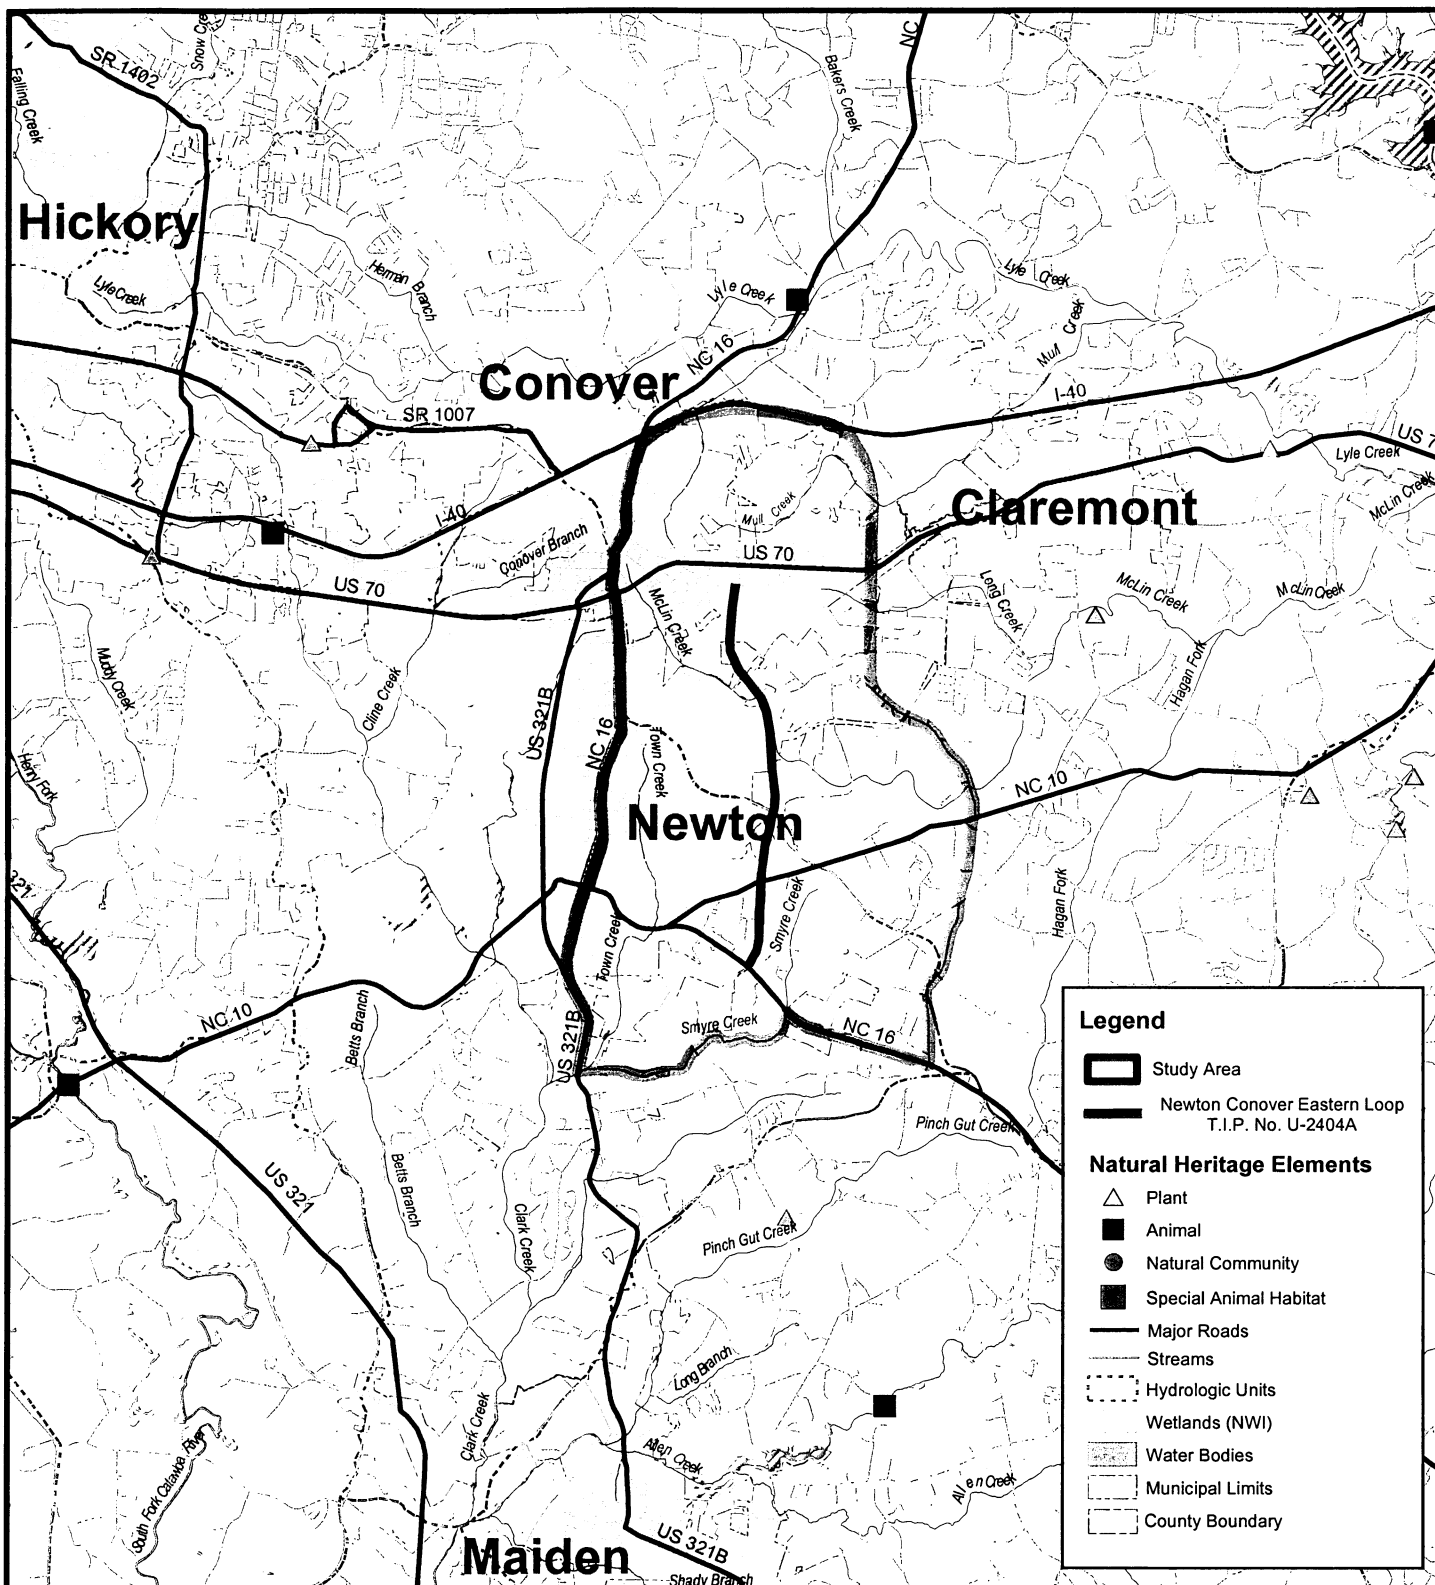 NC
SR 1402
Snow Cre
Falling Creek
Bakers Creek
Hickory
Lyle Creek
Herman Branch
Lyle Creek
Lyle Creek
Mull Creek
NC 16
Conover
I-40
SR 1007
US 7
Lyle Creek
McLin Creek
Claremont
Mull Creek
I-40
Conover Branch
US 70
US 70
McLin Creek
Long Creek
McLin Creek
McLin Creek
Muddy Creek
Cline Creek
Hagan Fork
US 321B
NC 16
Town Creek
Henry Fork
NC 10
Newton
321
Hagan Fork
Smyre Creek
Town Creek
NC 10
Betts Branch
US 321B
Smyre Creek
NC 16
Pinch Gut Creek
US 321
Betts Branch
Clark Creek
Pinch Gut Creek
Long Branch
Clark Creek
South Fork Catawba River
Allen Creek
Allen Creek
US 321B
Maiden
Shady Branch
Legend
Study Area
Newton Conover Eastern Loop
T.I.P. No. U-2404A
Natural Heritage Elements
Plant
Animal
Natural Community
Special Animal Habitat
Major Roads
Streams
Hydrologic Units
Wetlands (NWI)
Water Bodies
Municipal Limits
County Boundary